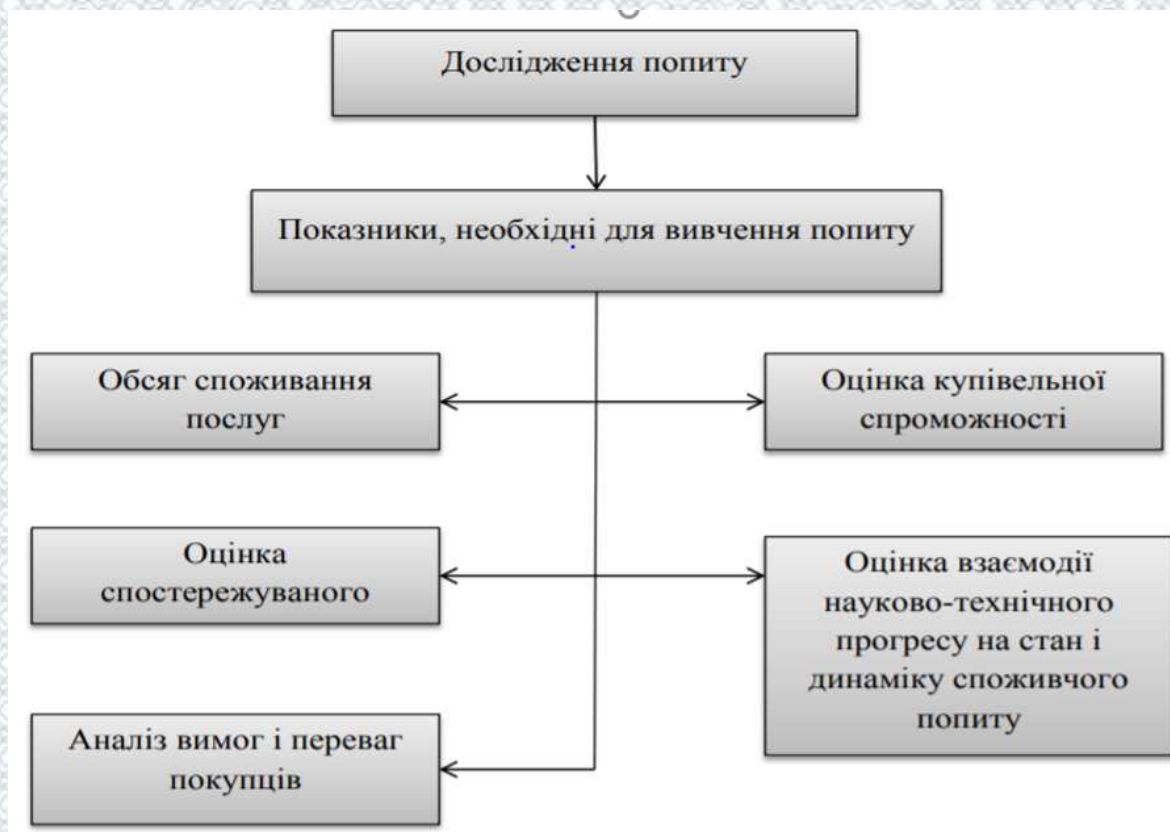 Дослідження попиту
Показники, необхідні для вивчення попиту
Обсяг споживання
послуг
Оцінка купівельної
спроможності
Оцінка
спостережуваного
Оцінка взаємодії
науково-технічного
прогресу на стан і
динаміку споживчого
попиту
Аналіз вимог і переваг
покупців